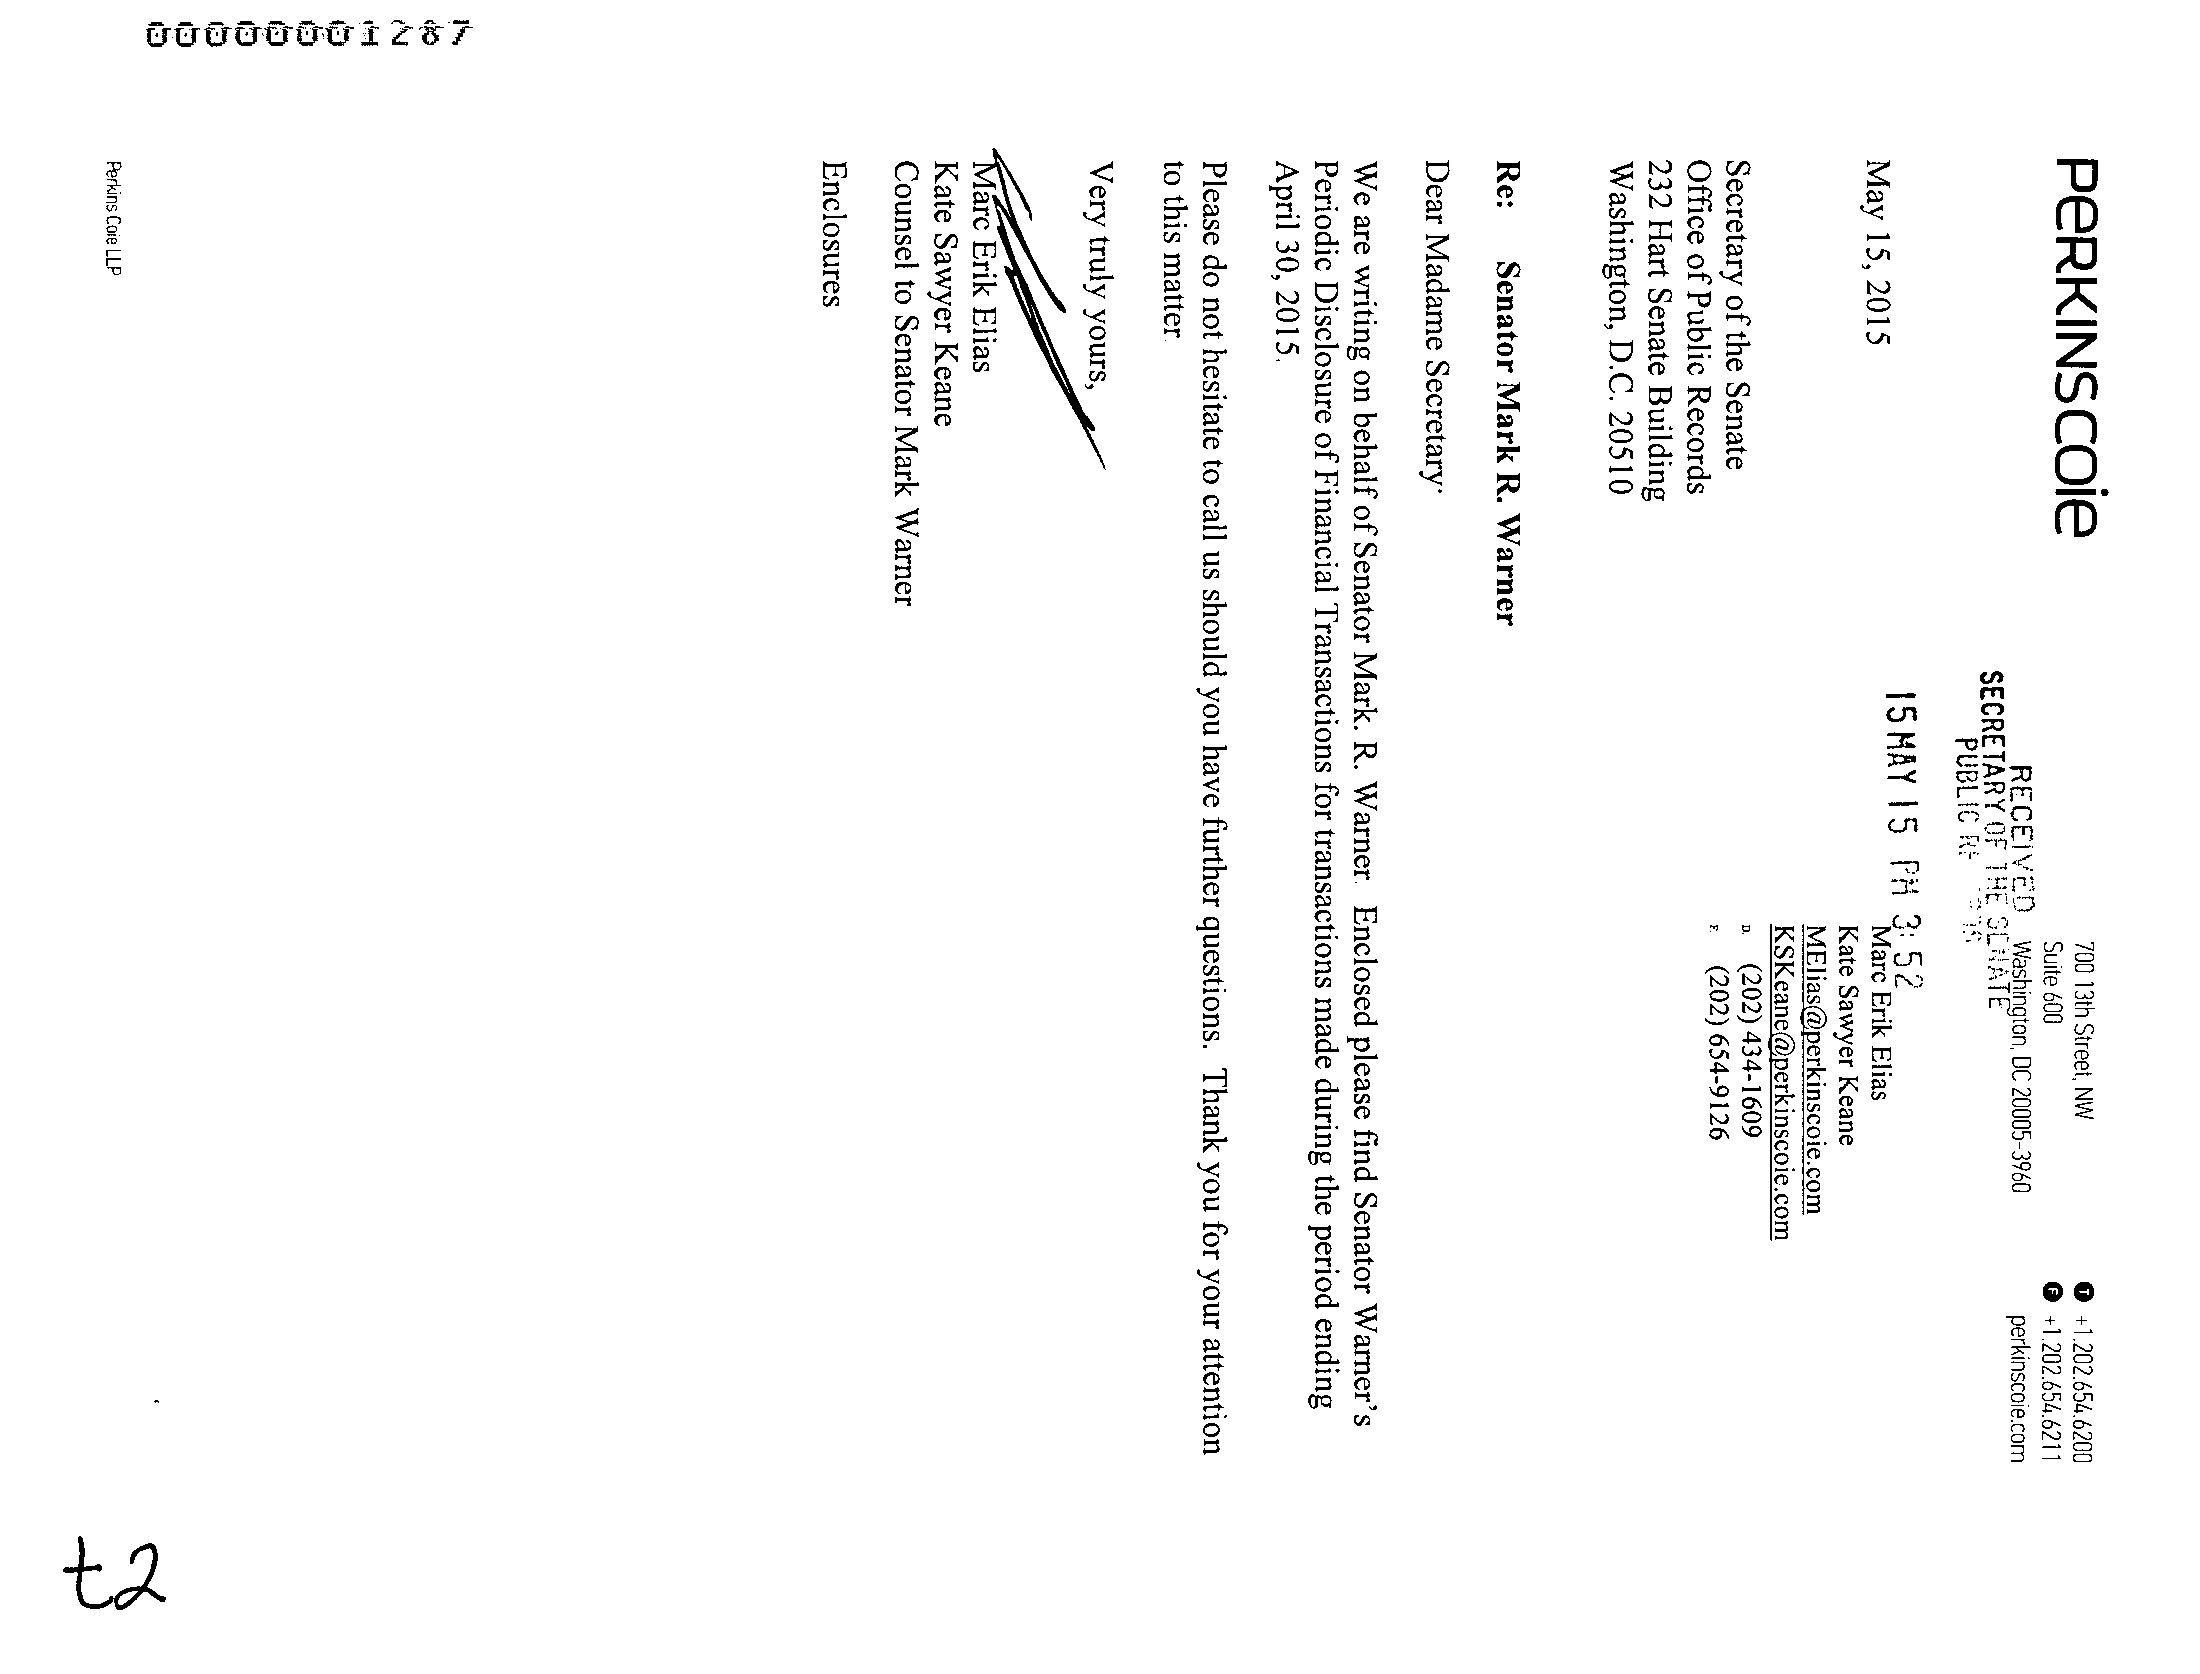 PERKINSCOIE
700 13th Street, NW
Suite 600
Washington, DC 20005-3960
T +1.202.654.6200
F +1.202.654.6211
perkinscoie.com
RECEIVED
SECRETARY OF THE SENATE
PUBLIC
15 MAY 15 PM 3:52
May 15, 2015
Marc Erik Elias
Kate Sawyer Keane
MElias@perkinscoie.com
KSKeane@perkinscoie.com
D. (202) 434-1609
F. (202) 654-9126
Secretary of the Senate
Office of Public Records
232 Hart Senate Building
Washington, D.C. 20510
Re: Senator Mark R. Warner
Dear Madame Secretary:
We are writing on behalf of Senator Mark. R. Warner. Enclosed please find Senator Warner's
Periodic Disclosure of Financial Transactions for transactions made during the period ending
April 30, 2015.
Please do not hesitate to call us should you have further questions. Thank you for your attention
to this matter.
Very truly yours,
Marc Erik Elias
Kate Sawyer Keane
Counsel to Senator Mark Warner
Enclosures
Perkins Coie LLP
00000001287
t2